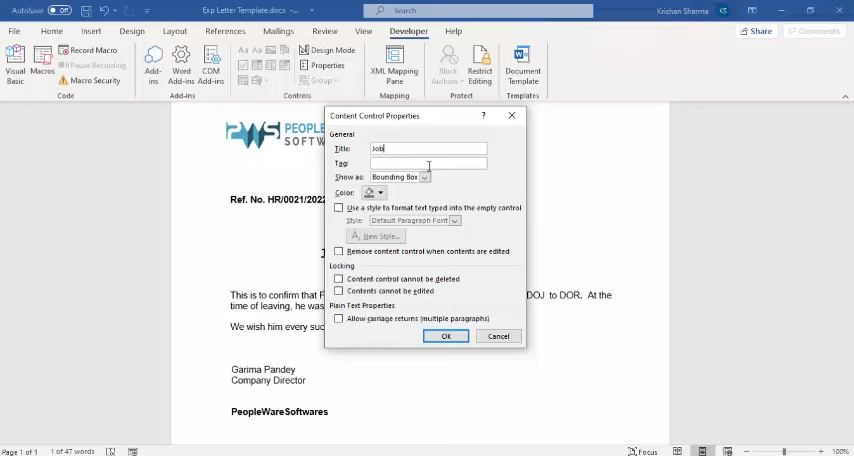 AutoSave Off Exp Letter Template.docx -... Search Krishan Sharma KS
File Home Insert Design Layout References Mailings Review View Developer Help Share Comments
Visual Basic Macros Record Macro Pause Recording Macro Security Code
Add-ins Word Add-ins COM Add-ins Add-ins
Aa Aa Design Mode Properties Group Controls
XML Mapping Pane Mapping
Block Authors Restrict Editing Protect
Document Template Templates
PWS PEOPLE
SOFTW
Ref. No. HR/0021/2022
Content Control Properties ?
General
Title: Job
Tag:
Show as: Bounding Box
Color:
Use a style to format text typed into the empty control
Style: Default Paragraph Font
New Style...
Remove content control when contents are edited
Locking
Content control cannot be deleted
Contents cannot be edited
Plain Text Properties
Allow carriage returns (multiple paragraphs)
OK Cancel
This is to confirm that DOJ to DOR. At the
time of leaving, he was
We wish him every suc
Garima Pandey
Company Director
PeopleWareSoftwares
Page 1 of 1 1 of 47 words Focus 100%